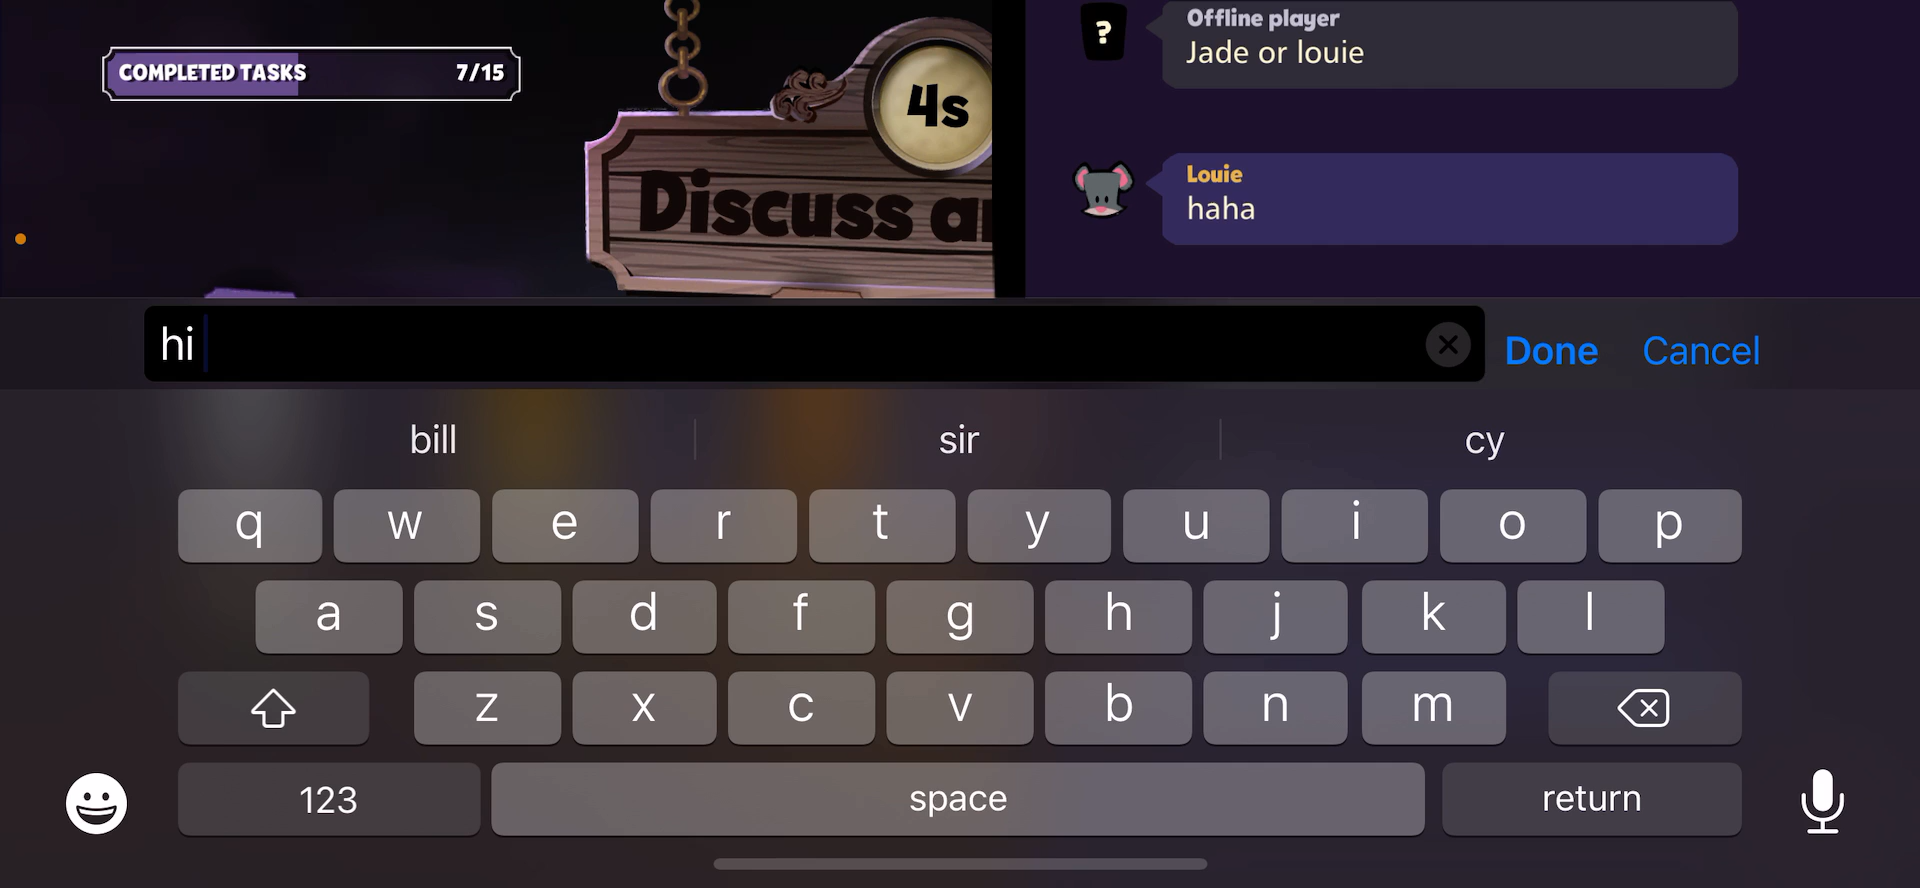 COMPLETED TASKS 7/15
4s
Discuss
?
Offline player
Jade or louie
Louie
haha
hi
Done Cancel
bill sir cy
q w e r t y u i o p
a s d f g h j k l
z x c v b n m
123 space return